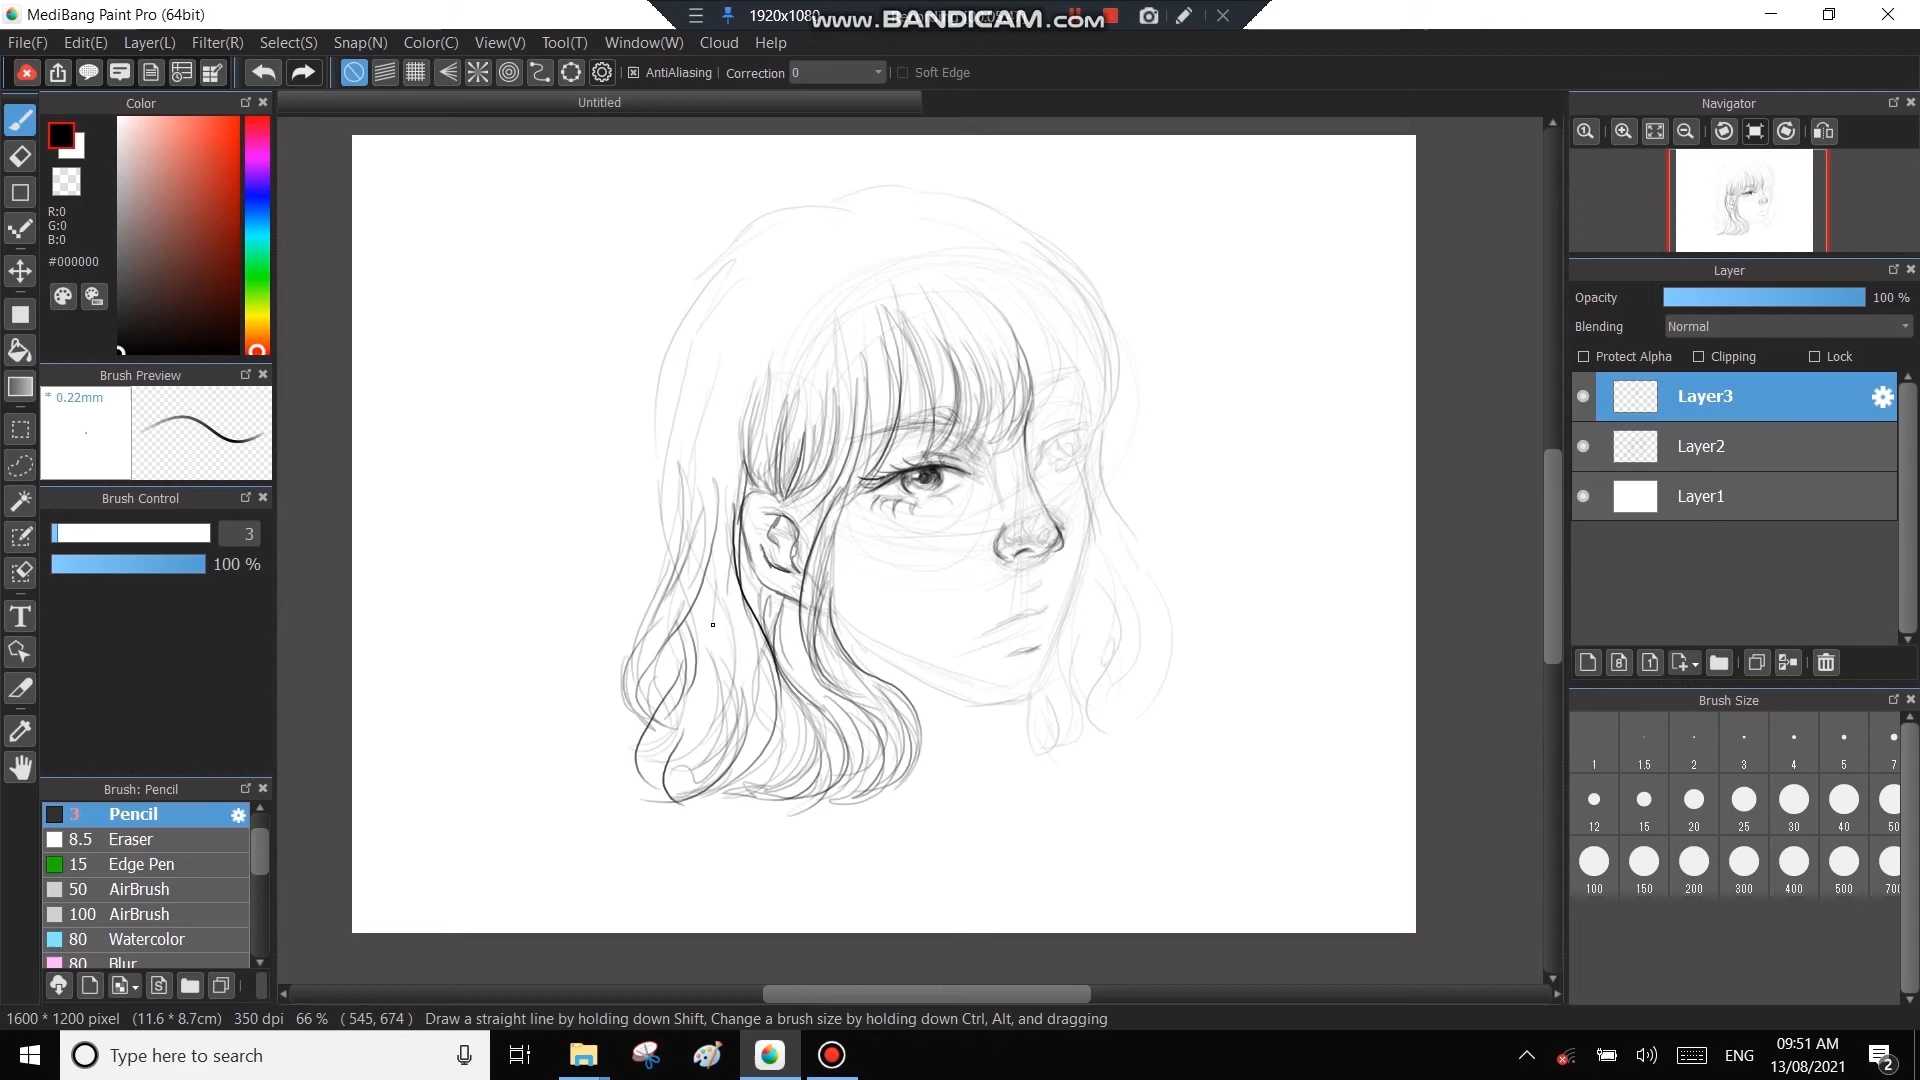 MediBang Paint Pro (64bit)
1920x1080
www.BANDICAM.com
File(F) Edit(E) Layer(L) Filter(R) Select(S) Snap(N) Color(C) View(V) Tool(T) Window(W) Cloud Help
AntiAliasing Correction 0 Soft Edge
Color
Untitled
Navigator
R:0
G:0
B:0
#000000
Layer
Opacity 100 %
Blending Normal
Protect Alpha Clipping Lock
Brush Preview
* 0.22mm
Layer3
Layer2
Layer1
Brush Control
3
100 %
Brush Size
1 1.5 2 3 4 5 7
12 15 20 25 30 40 50
100 150 200 300 400 500 700
Brush: Pencil
3 Pencil
8.5 Eraser
15 Edge Pen
50 AirBrush
100 AirBrush
80 Watercolor
80 Blur
1600 * 1200 pixel (11.6 * 8.7cm) 350 dpi 66 % ( 545, 674 ) Draw a straight line by holding down Shift, Change a brush size by holding down Ctrl, Alt, and dragging
Type here to search
ENG
09:51 AM
13/08/2021
2